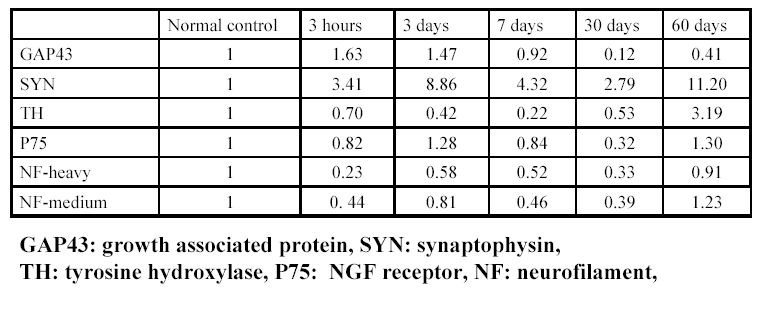 Normal control 3 hours 3 days 7 days 30 days 60 days
GAP43 1 1.63 1.47 0.92 0.12 0.41
SYN 1 3.41 8.86 4.32 2.79 11.20
TH 1 0.70 0.42 0.22 0.53 3.19
P75 1 0.82 1.28 0.84 0.32 1.30
NF-heavy 1 0.23 0.58 0.52 0.33 0.91
NF-medium 1 0. 44 0.81 0.46 0.39 1.23
GAP43: growth associated protein, SYN: synaptophysin,
TH: tyrosine hydroxylase, P75: NGF receptor, NF: neurofilament,